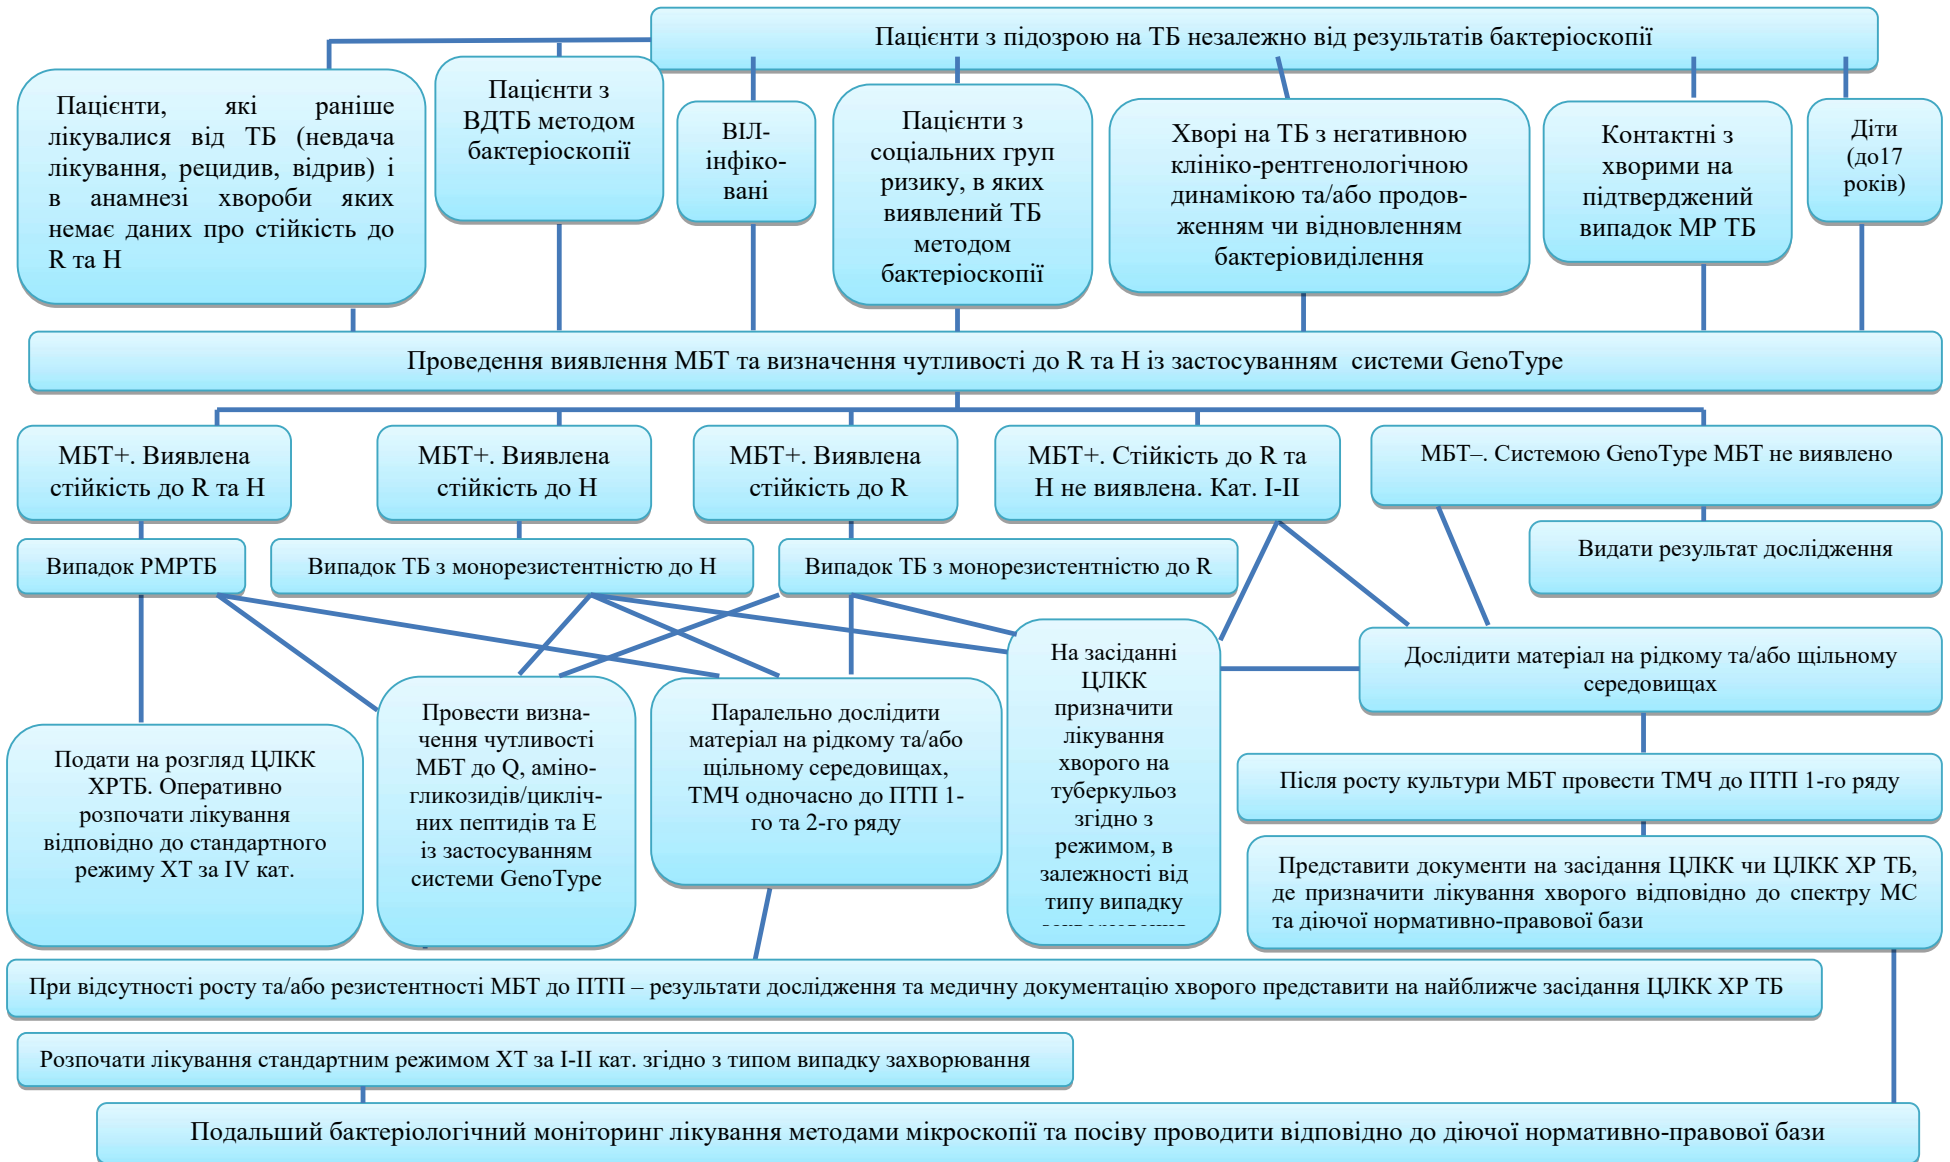 Пацієнти з підозрою на ТБ незалежно від результатів бактеріоскопії
Пацієнти, які раніше
лікувалися від ТБ (невдача
лікування, рецидив, відрив) і
в анамнезі хвороби яких
немає даних про стійкість до
R та H
Пацієнти з
ВДТБ методом
бактеріоскопії
ВІЛ-
інфіко-
вані
Пацієнти з
соціальних груп
ризику, в яких
виявлений ТБ
методом
бактеріоскопії
Хворі на ТБ з негативною
клініко-рентгенологічною
динамікою та/або продов-
женням чи відновленням
бактеріовиділення
Контактні з
хворими на
підтверджений
випадок МР ТБ
Діти
(до17
років)
Проведення виявлення МБТ та визначення чутливості до R та H із застосуванням системи GenoType
МБТ+. Виявлена
стійкість до R та H
МБТ+. Виявлена
стійкість до H
МБТ+. Виявлена
стійкість до R
МБТ+. Стійкість до R та
H не виявлена. Кат. I-II
МБТ–. Системою GenoType МБТ не виявлено
Випадок РМРТБ
Випадок ТБ з монорезистентністю до H
Випадок ТБ з монорезистентністю до R
Видати результат дослідження
Подати на розгляд ЦЛКК
ХРТБ. Оперативно
розпочати лікування
відповідно до стандартного
режиму ХТ за IV кат.
Провести визна-
чення чутливості
МБТ до Q, аміно-
гликозидів/цикліч-
них пептидів та Е
із застосуванням
системи GenoType
Паралельно дослідити
матеріал на рідкому та/або
щільному середовищах,
ТМЧ одночасно до ПТП 1-
го та 2-го ряду
На засіданні
ЦЛКК
призначити
лікування
хворого на
туберкульоз
згідно з
режимом, в
залежності від
типу випадку
Дослідити матеріал на рідкому та/або щільному
середовищах
Після росту культури МБТ провести ТМЧ до ПТП 1-го ряду
Представити документи на засідання ЦЛКК чи ЦЛКК ХР ТБ,
де призначити лікування хворого відповідно до спектру МС
та діючої нормативно-правової бази
При відсутності росту та/або резистентності МБТ до ПТП – результати дослідження та медичну документацію хворого представити на найближче засідання ЦЛКК ХР ТБ
Розпочати лікування стандартним режимом ХТ за I-II кат. згідно з типом випадку захворювання
Подальший бактеріологічний моніторинг лікування методами мікроскопії та посіву проводити відповідно до діючої нормативно-правової бази